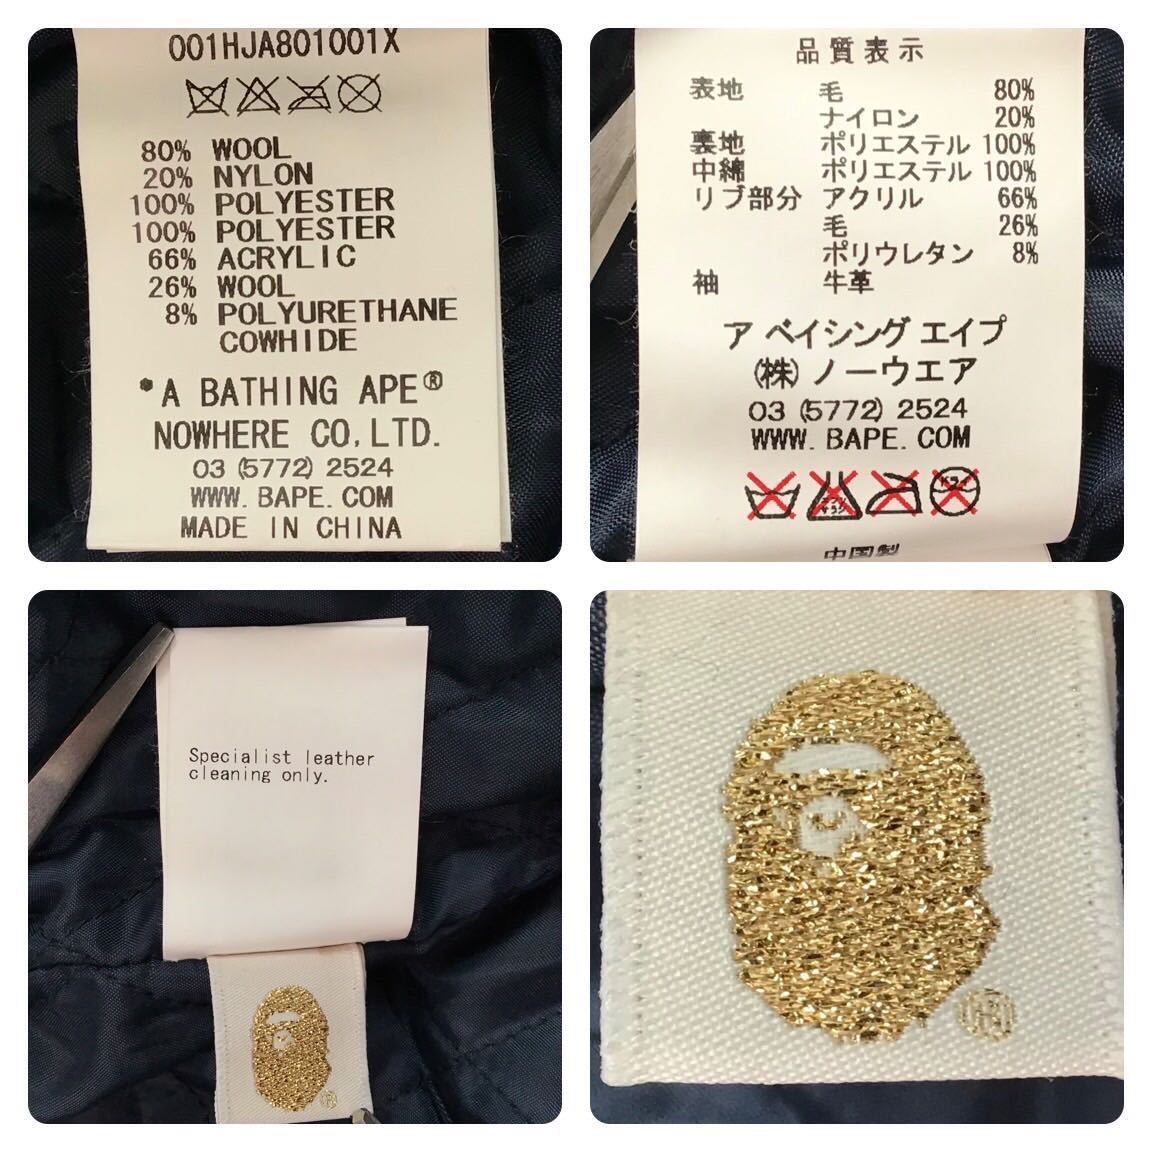 001HJA801001X
80% WOOL
20% NYLON
100% POLYESTER
100% POLYESTER
66% ACRYLIC
26% WOOL
8% POLYURETHANE
COWHIDE
*A BATHING APE®
NOWHERE CO,LTD.
03 (5772) 2524
WWW. BAPE. COM
MADE IN CHINA
品質表示
表地 毛 80%
ナイロン 20%
裏地 ポリエステル 100%
中綿 ポリエステル 100%
リブ部分 アクリル 66%
毛 26%
ポリウレタン 8%
袖 牛革
ア ベイシング エイプ
(株) ノーウエア
03 (5772) 2524
WWW. BAPE. COM
ドライ
中国製
Specialist leather
cleaning only.
®
®